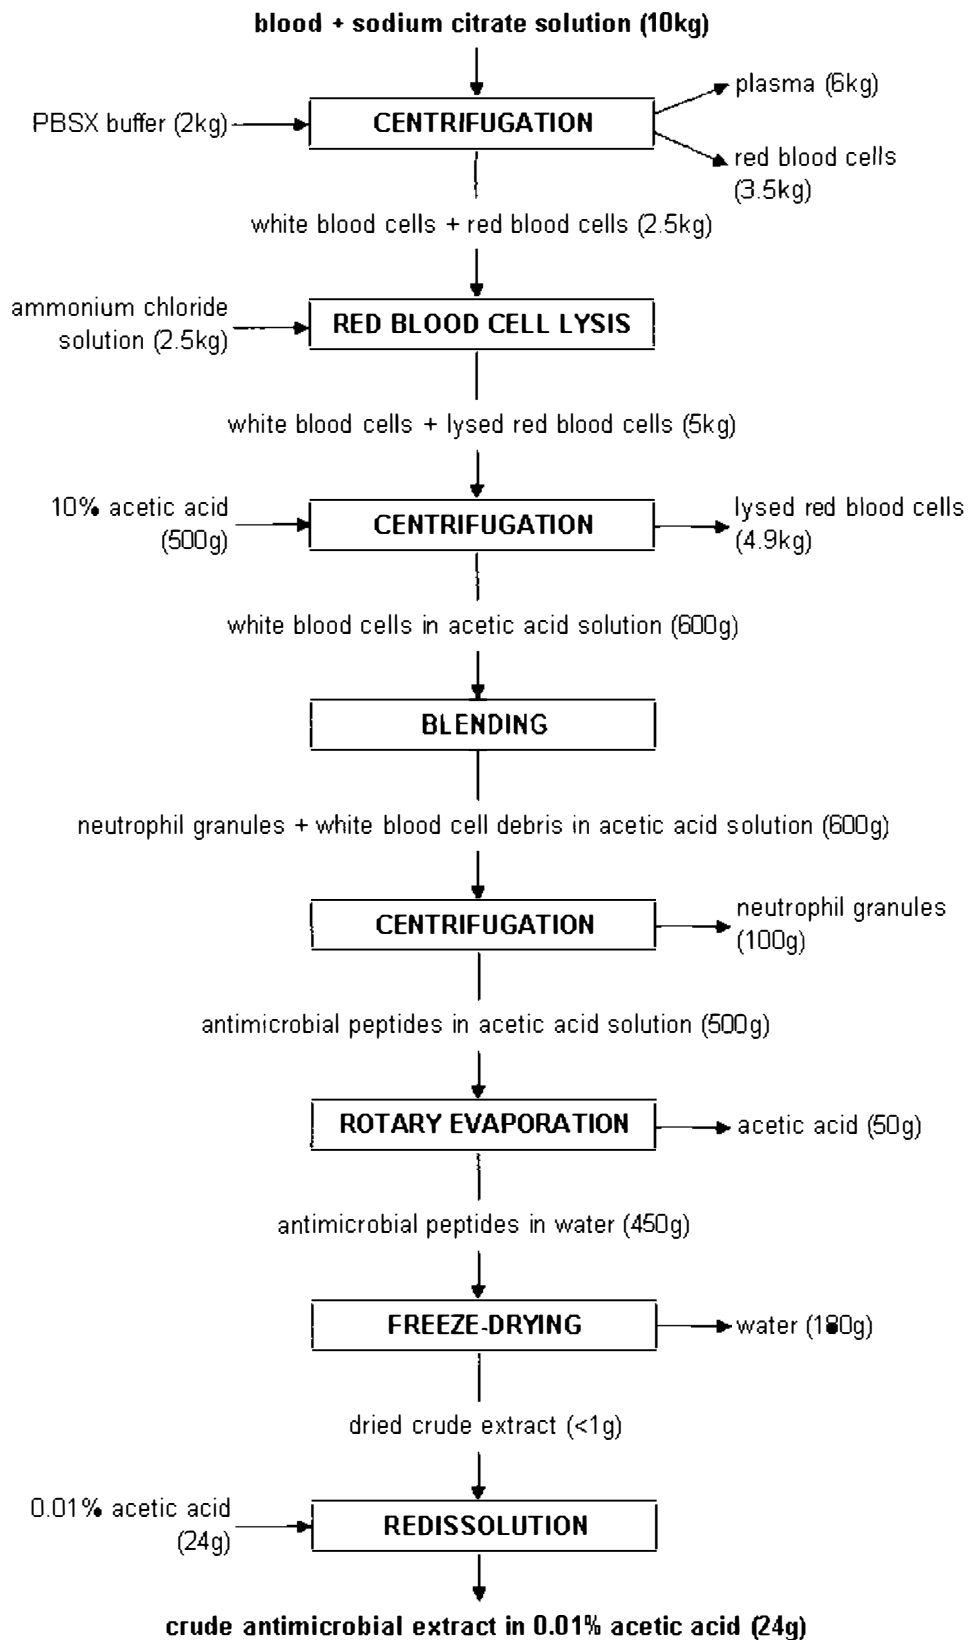 blood + sodium citrate solution (10kg)
plasma (6kg)
PBSX buffer (2kg)
CENTRIFUGATION
red blood cells
(3.5kg)
white blood cells + red blood cells (2.5kg)
ammonium chloride
solution (2.5kg)
RED BLOOD CELL LYSIS
white blood cells + lysed red blood cells (5kg)
10% acetic acid
(500g)
CENTRIFUGATION
lysed red blood cells
(4.9kg)
white blood cells in acetic acid solution (600g)
BLENDING
neutrophil granules + white blood cell debris in acetic acid solution (600g)
CENTRIFUGATION
neutrophil granules
(100g)
antimicrobial peptides in acetic acid solution (500g)
ROTARY EVAPORATION
acetic acid (50g)
antimicrobial peptides in water (450g)
FREEZE-DRYING
water (180g)
dried crude extract (<1g)
0.01% acetic acid
(24g)
REDISSOLUTION
crude antimicrobial extract in 0.01% acetic acid (24g)